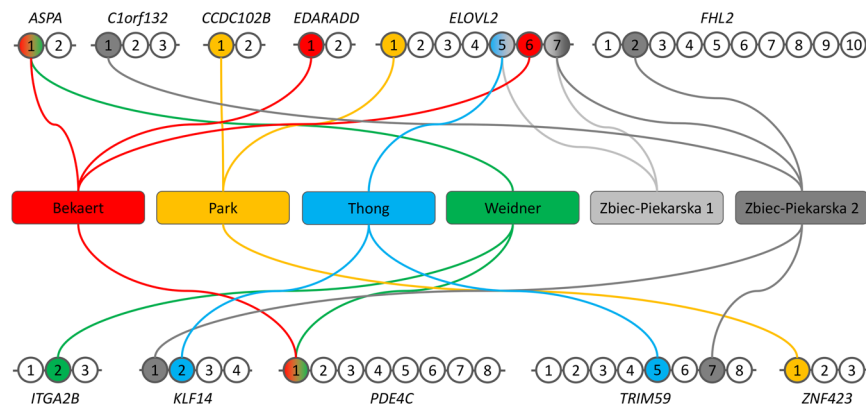 ASPA C1orf132 CCDC102B EDARADD ELOVL2 FHL2
1 2 1 2 3 1 2 1 2 1 2 3 4 5 6 7 1 2 3 4 5 6 7 8 9 10
Bekaert Park Thong Weidner Zbiec-Piekarska 1 Zbiec-Piekarska 2
1 2 3 1 2 3 4 1 2 3 4 5 6 7 8 1 2 3 4 5 6 7 8 1 2 3
ITGA2B KLF14 PDE4C TRIM59 ZNF423